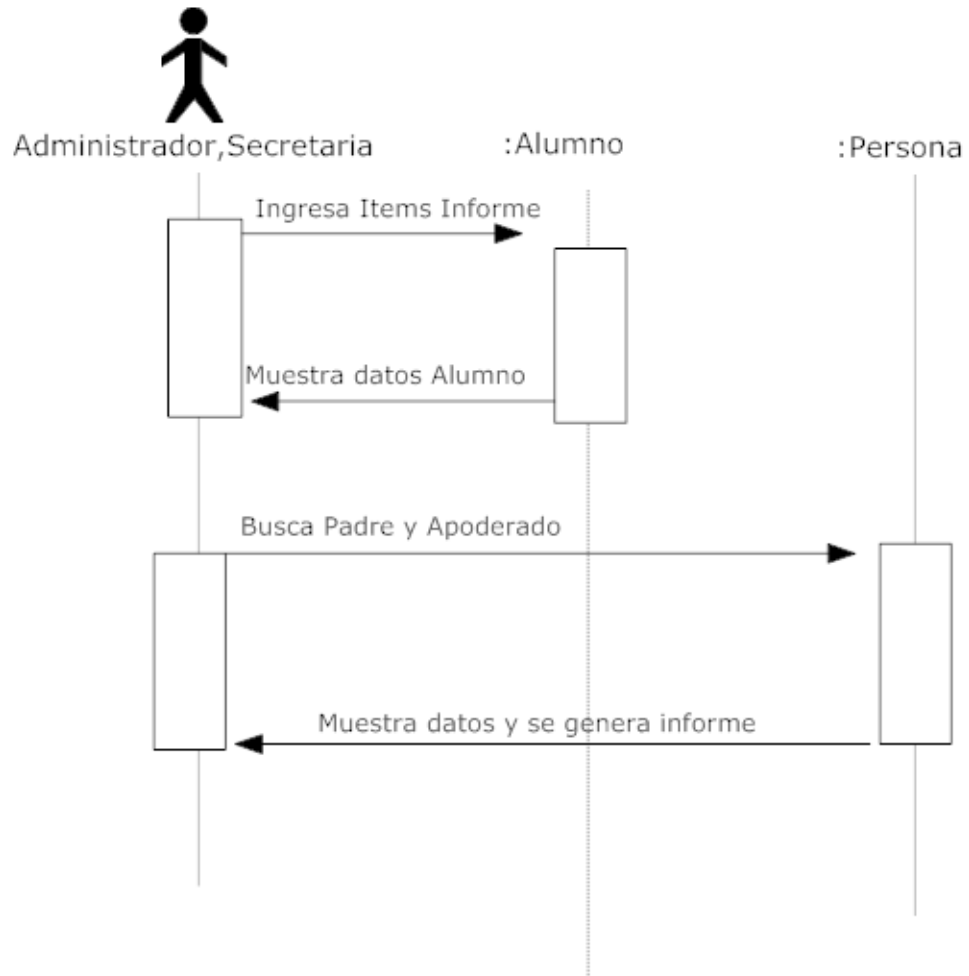 Administrador,Secretaria
:Alumno
:Persona
Ingresa Items Informe
Muestra datos Alumno
Busca Padre y Apoderado
Muestra datos y se genera informe